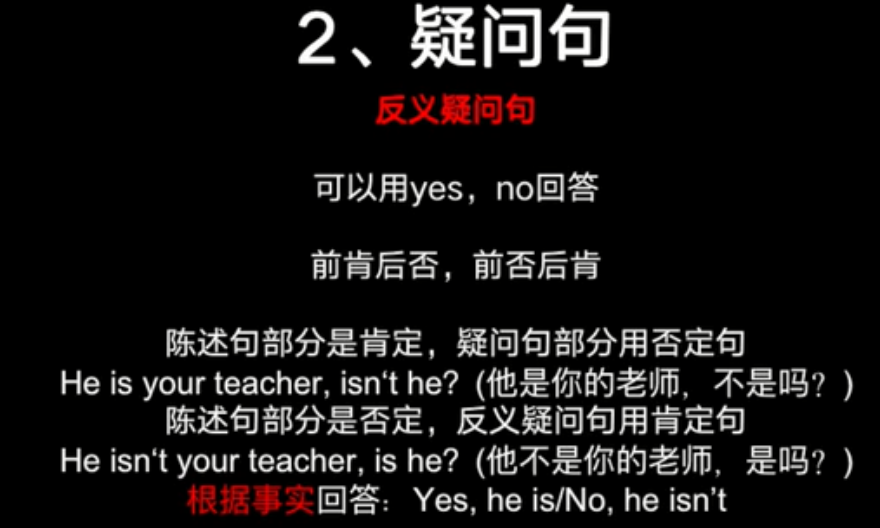 2、疑问句
反义疑问句
可以用yes，no回答
前肯后否，前否后肯
陈述句部分是肯定，疑问句部分用否定句
He is your teacher, isn‘t he?（他是你的老师，不是吗？）
陈述句部分是否定，反义疑问句用肯定句
He isn‘t your teacher, is he?（他不是你的老师，是吗？）
根据事实回答：Yes, he is/No, he isn’t